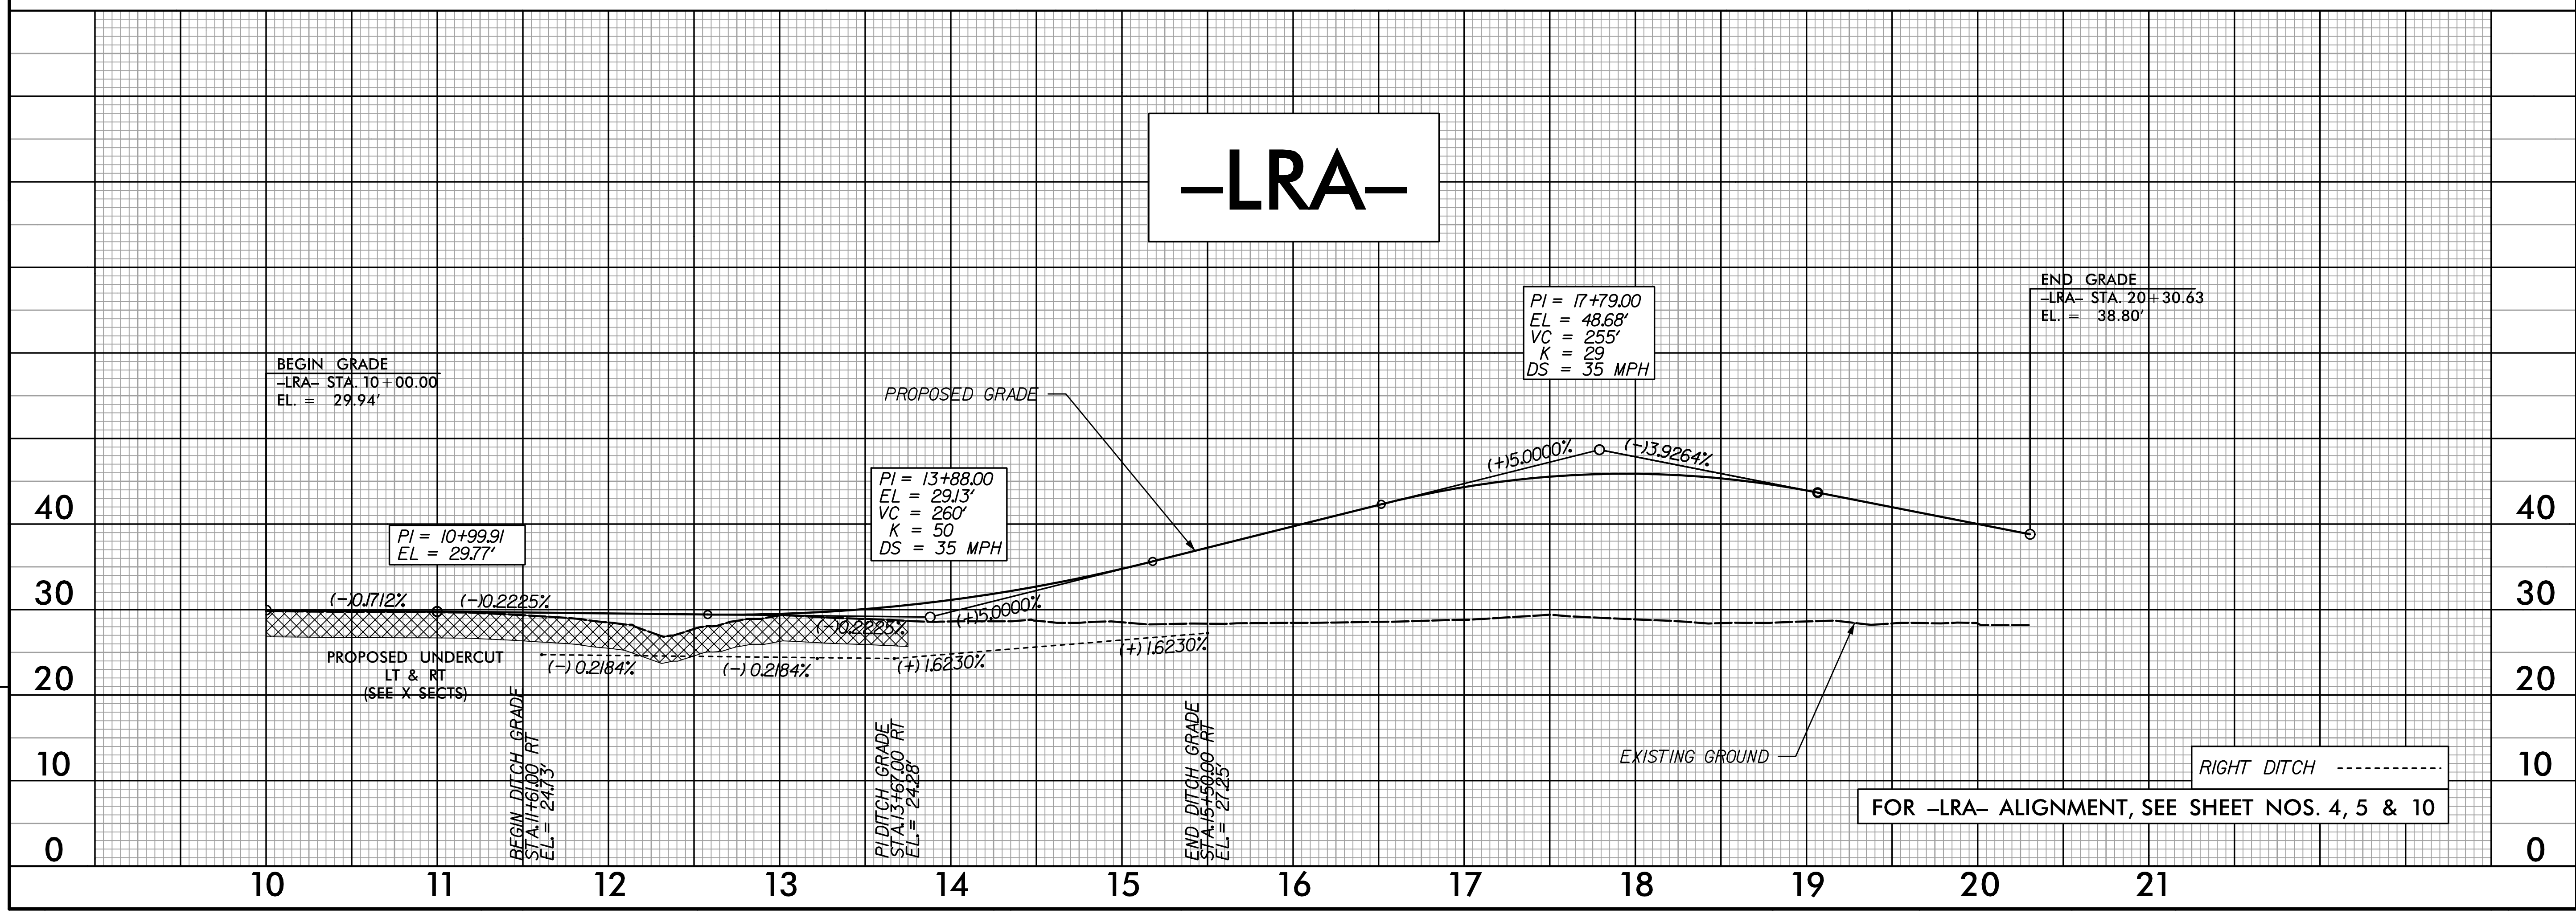 –LRA–
END GRADE
–LRA– STA. 20+30.63
EL. = 38.80'
PI = 17+79.00
EL = 48.68'
VC = 255'
K = 29
DS = 35 MPH
BEGIN GRADE
–LRA– STA. 10+00.00
EL. = 29.94'
PROPOSED GRADE
(+)5.0000%
(-)3.9264%
PI = 13+88.00
EL = 29.13'
VC = 260'
K = 50
DS = 35 MPH
PI = 10+99.91
EL = 29.77'
40
40
30
30
(-)0.1712%
(-)0.2225%
(+)5.0000%
(-)0.2225%
PROPOSED UNDERCUT
LT & RT
(SEE X SECTS)
(-) 0.2184%
(-) 0.2184%
(+) 1.6230%
(+) 1.6230%
20
20
BEGIN DITCH GRADE
STA.11+61.00 RT
EL.= 24.73'
PI DITCH GRADE
STA.13+67.00 RT
EL.= 24.28'
END DITCH GRADE
STA.15+50.00 RT
EL.= 27.25'
EXISTING GROUND
10
10
RIGHT DITCH
FOR –LRA– ALIGNMENT, SEE SHEET NOS. 4, 5 & 10
0
0
10 11 12 13 14 15 16 17 18 19 20 21